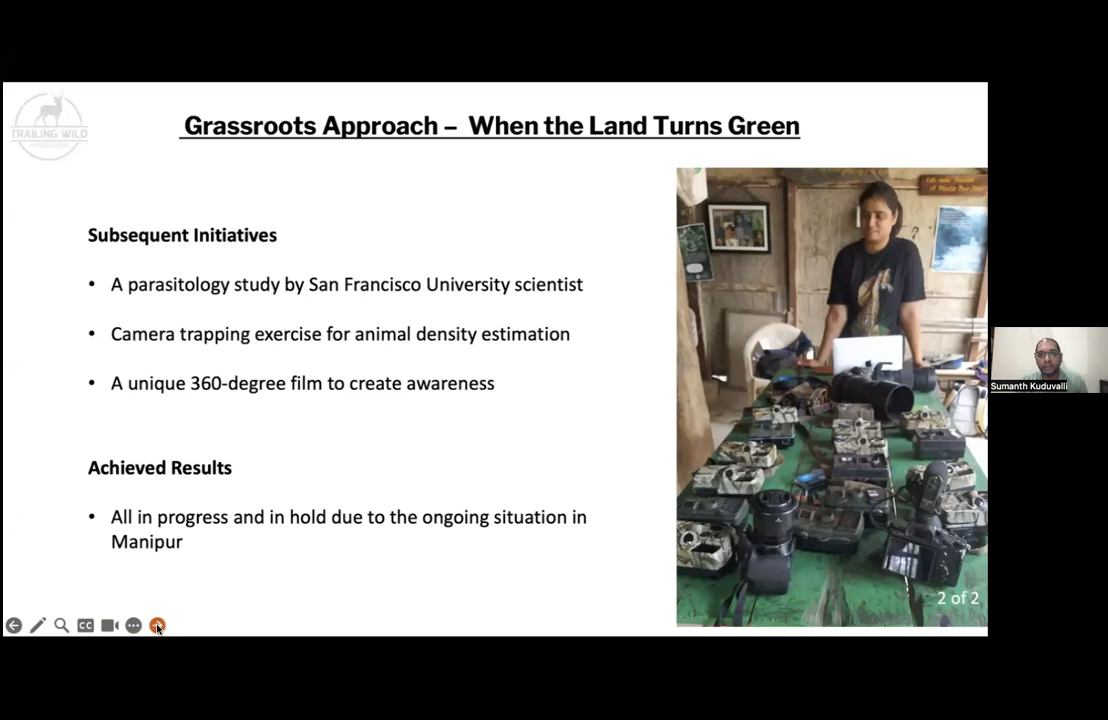 TRAILING WILD
Grassroots Approach – When the Land Turns Green
Subsequent Initiatives
• A parasitology study by San Francisco University scientist
• Camera trapping exercise for animal density estimation
• A unique 360-degree film to create awareness
Achieved Results
• All in progress and in hold due to the ongoing situation in
Manipur
2 of 2
CC
Sumanth Kuduvalli